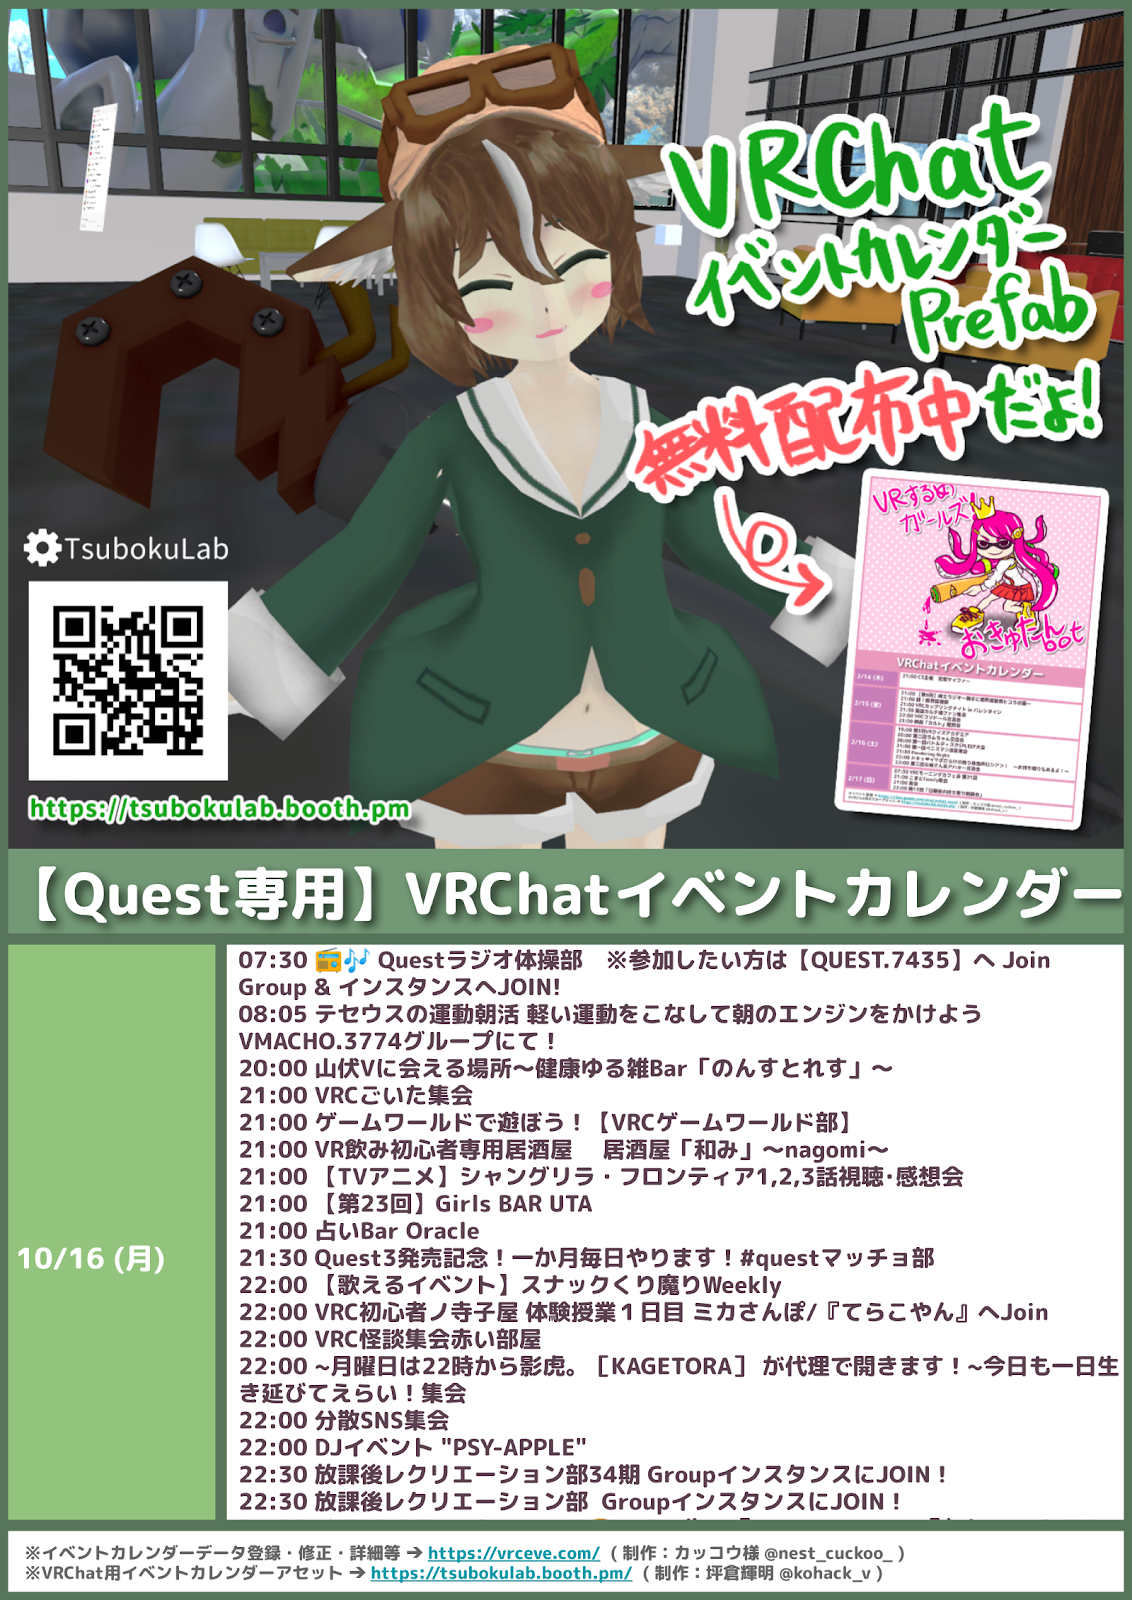 VRChat
イベントカレンダー
Prefab
無料配布中だよ!
TsubokuLab
https://tsubokulab.booth.pm
VRするめ
ガールズ
おきゅたんbot
VRChatイベントカレンダー
2/14 (木)
2/15 (金)
2/16 (土)
2/17 (日)
【Quest専用】VRChatイベントカレンダー
10/16 (月)
07:30 📻🎶 Questラジオ体操部　※参加したい方は【QUEST.7435】へ Join
Group & インスタンスへJOIN!
08:05 テセウスの運動朝活 軽い運動をこなして朝のエンジンをかけよう
VMACHO.3774グループにて！
20:00 山伏Vに会える場所～健康ゆる雑Bar「のんすとれす」～
21:00 VRCごいた集会
21:00 ゲームワールドで遊ぼう！【VRCゲームワールド部】
21:00 VR飲み初心者専用居酒屋　 居酒屋「和み」～nagomi～
21:00 【TVアニメ】シャングリラ・フロンティア1,2,3話視聴･感想会
21:00 【第23回】Girls BAR UTA
21:00 占いBar Oracle
21:30 Quest3発売記念！一か月毎日やります！#questマッチョ部
22:00 【歌えるイベント】スナックくり魔りWeekly
22:00 VRC初心者ノ寺子屋 体験授業１日目 ミカさんぽ/『てらこやん』へJoin
22:00 VRC怪談集会赤い部屋
22:00 ~月曜日は22時から影虎。［KAGETORA］ が代理で開きます！~今日も一日生
き延びてえらい！集会
22:00 分散SNS集会
22:00 DJイベント "PSY-APPLE"
22:30 放課後レクリエーション部34期 GroupインスタンスにJOIN！
22:30 放課後レクリエーション部 GroupインスタンスにJOIN！
※イベントカレンダーデータ登録・修正・詳細等 ➔ https://vrceve.com/ ( 制作：カッコウ様 @nest_cuckoo_ )
※VRChat用イベントカレンダーアセット ➔ https://tsubokulab.booth.pm/ ( 制作：坪倉輝明 @kohack_v )